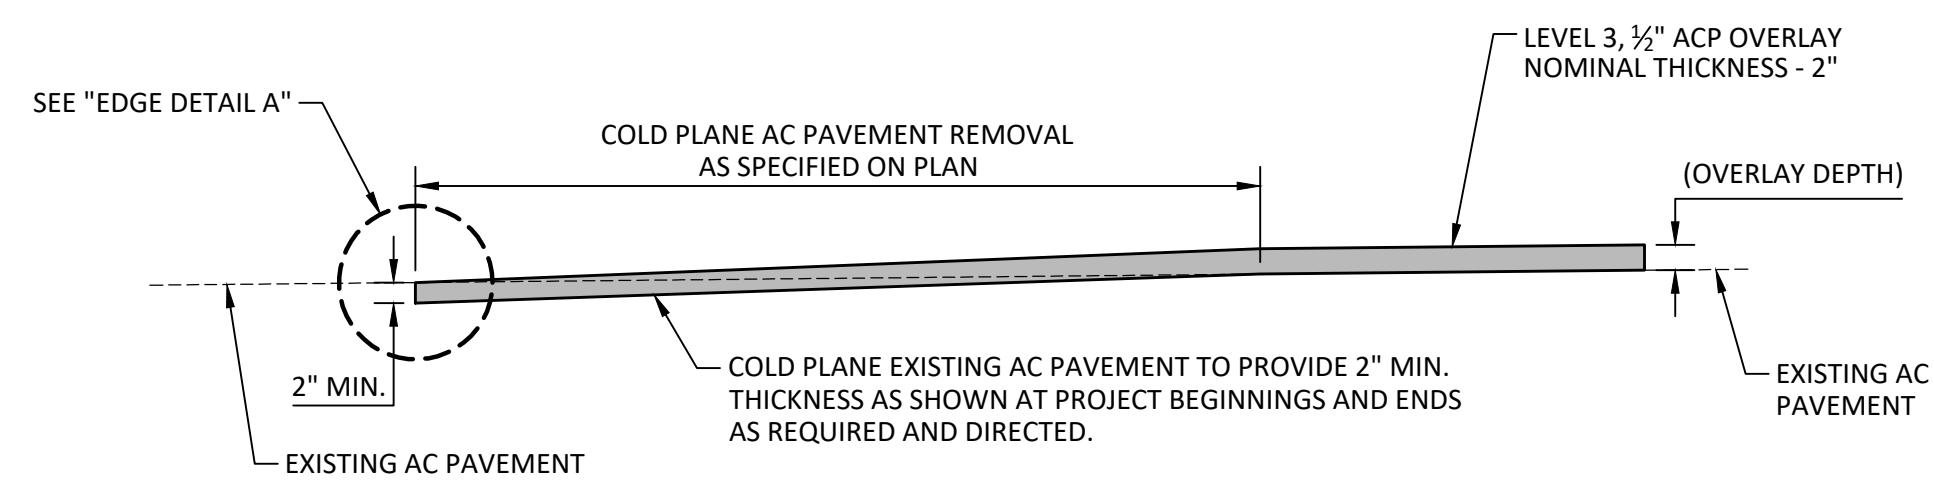 LEVEL 3, ½" ACP OVERLAY
NOMINAL THICKNESS - 2"
SEE "EDGE DETAIL A"
COLD PLANE AC PAVEMENT REMOVAL
AS SPECIFIED ON PLAN
(OVERLAY DEPTH)
2" MIN.
COLD PLANE EXISTING AC PAVEMENT TO PROVIDE 2" MIN.
THICKNESS AS SHOWN AT PROJECT BEGINNINGS AND ENDS
AS REQUIRED AND DIRECTED.
EXISTING AC
PAVEMENT
EXISTING AC PAVEMENT